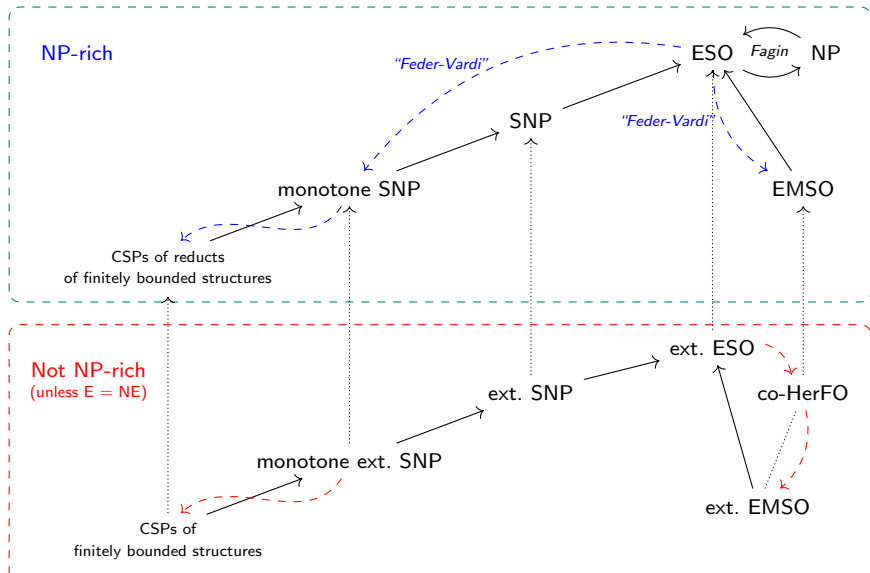 NP-rich
ESO
Fagin
NP
“Feder-Vardi”
SNP
“Feder-Vardi”
monotone SNP
EMSO
CSPs of reducts
of finitely bounded structures
Not NP-rich
(unless E = NE)
ext. ESO
ext. SNP
co-HerFO
monotone ext. SNP
ext. EMSO
CSPs of
finitely bounded structures